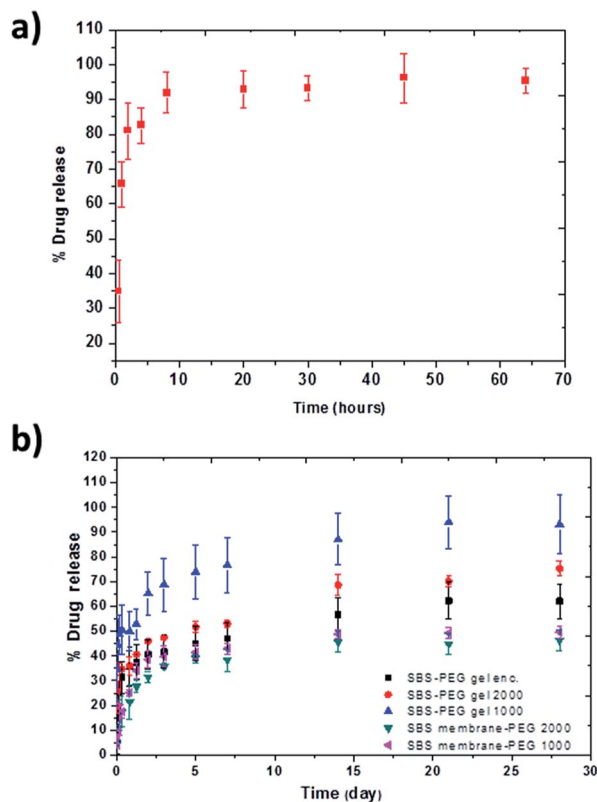 a)
% Drug release
110
100
90
80
70
60
50
40
30
20
0 10 20 30 40 50 60 70
Time (hours)
b)
% Drug release
120
110
100
90
80
70
60
50
40
30
20
10
0
SBS-PEG gel enc.
SBS-PEG gel 2000
SBS-PEG gel 1000
SBS membrane-PEG 2000
SBS membrane-PEG 1000
0 5 10 15 20 25 30
Time (day)